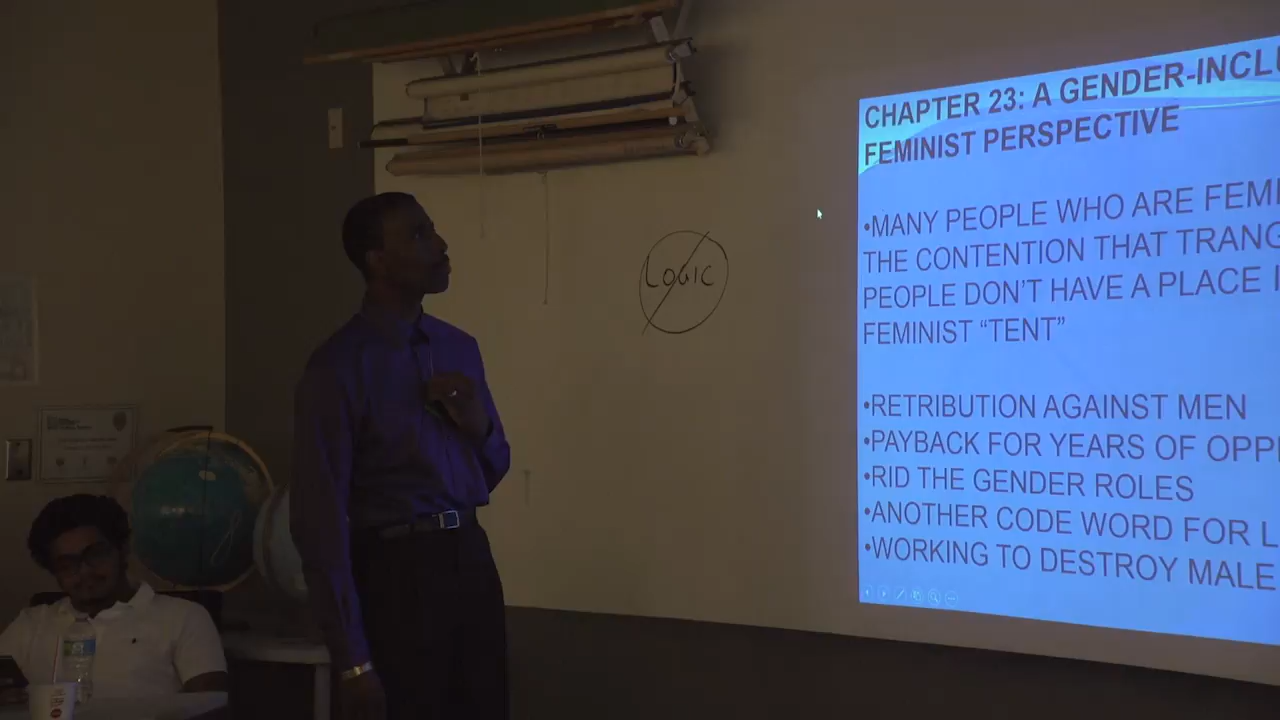 CHAPTER 23: A GENDER-INCLU
FEMINIST PERSPECTIVE
•MANY PEOPLE WHO ARE FEMI
THE CONTENTION THAT TRANG
PEOPLE DON'T HAVE A PLACE I
FEMINIST “TENT”
•RETRIBUTION AGAINST MEN
•PAYBACK FOR YEARS OF OPP
•RID THE GENDER ROLES
•ANOTHER CODE WORD FOR L
•WORKING TO DESTROY MALE
LOGIC